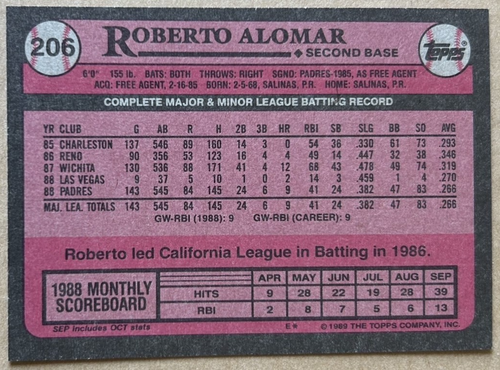 206
ROBERTO ALOMAR
SECOND BASE
Topps
6'0" 155 lb. BATS: BOTH THROWS: RIGHT SGND: PADRES-1985, AS FREE AGENT
ACQ: FREE AGENT, 2-16-85 BORN: 2-5-68, SALINAS, P.R. HOME: SALINAS, P.R.
COMPLETE MAJOR & MINOR LEAGUE BATTING RECORD
YR CLUB G AB R H 2B 3B HR RBI SB SLG BB SO AVG
85 CHARLESTON 137 546 89 160 14 3 0 54 36 .330 61 73 .293
86 RENO 90 356 53 123 16 4 4 49 14 .447 32 38 .346
87 WICHITA 130 536 88 171 41 4 12 68 43 .478 49 74 .319
88 LAS VEGAS 9 37 5 10 1 0 2 14 3 .459 1 4 .270
88 PADRES 143 545 84 145 24 6 9 41 24 .382 47 83 .266
MAJ. LEA. TOTALS 143 545 84 145 24 6 9 41 24 .382 47 83 .266
GW-RBI (1988): 9 GW-RBI (CAREER): 9
Roberto led California League in Batting in 1986.
1988 MONTHLY
SCOREBOARD
APR MAY JUN JUL AUG SEP
HITS 9 28 22 19 28 39
RBI 2 8 7 5 6 13
SEP includes OCT stats
E* © 1989 THE TOPPS COMPANY, INC.